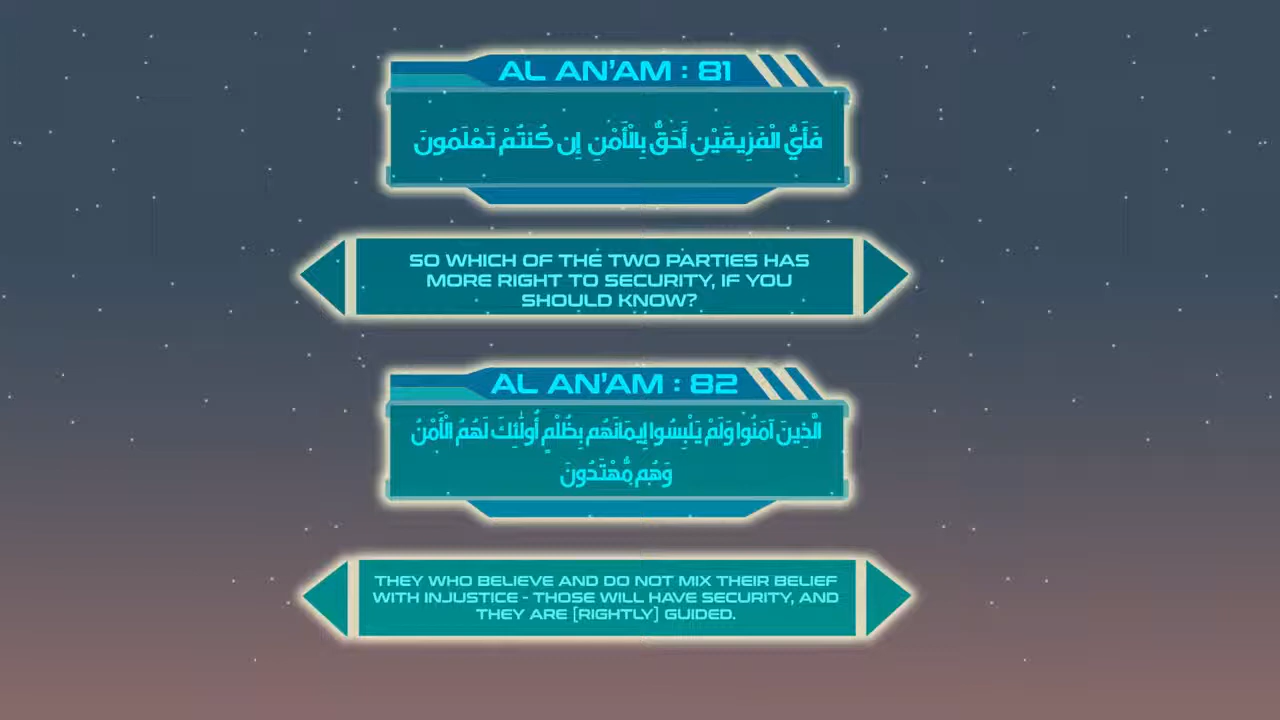 AL AN'AM : 81
فَأَيُّ الْفَرِيقَيْنِ أَحَقُّ بِالْأَمْنِ إِن كُنتُمْ تَعْلَمُونَ
SO WHICH OF THE TWO PARTIES HAS
MORE RIGHT TO SECURITY, IF YOU
SHOULD KNOW?
AL AN'AM : 82
الَّذِينَ آمَنُوا وَلَمْ يَلْبِسُوا إِيمَانَهُم بِظُلْمٍ أُولَٰئِكَ لَهُمُ الْأَمْنُ
وَهُم مُّهْتَدُونَ
THEY WHO BELIEVE AND DO NOT MIX THEIR BELIEF
WITH INJUSTICE - THOSE WILL HAVE SECURITY, AND
THEY ARE [RIGHTLY] GUIDED.